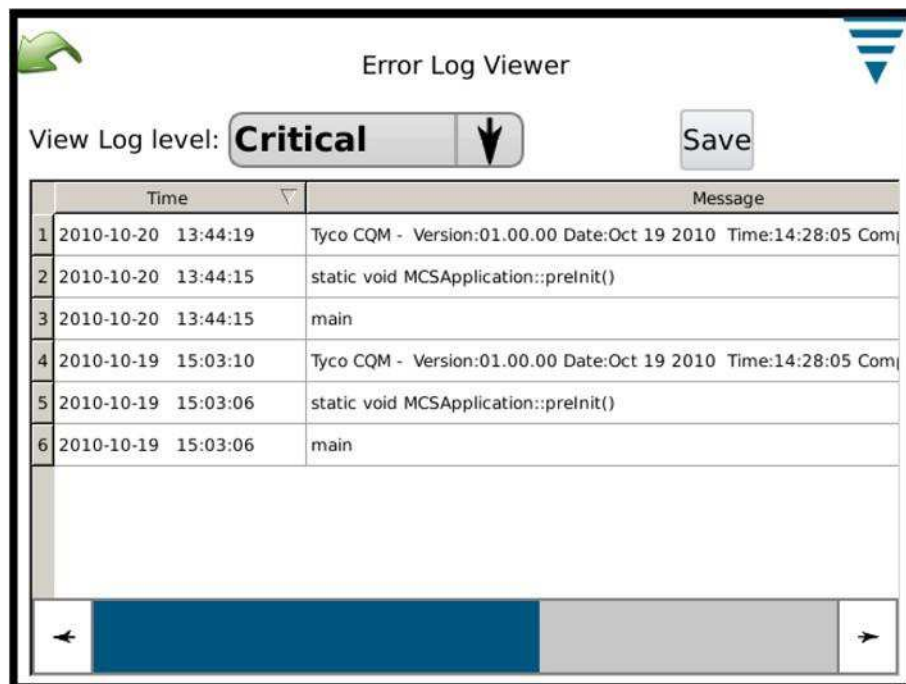 Error Log Viewer
View Log level: Critical Save
Time Message
1 2010-10-20 13:44:19 Tyco CQM - Version:01.00.00 Date:Oct 19 2010 Time:14:28:05
2 2010-10-20 13:44:15 static void MCSApplication::preInit()
3 2010-10-20 13:44:15 main
4 2010-10-19 15:03:10 Tyco CQM - Version:01.00.00 Date:Oct 19 2010 Time:14:28:05
5 2010-10-19 15:03:06 static void MCSApplication::preInit()
6 2010-10-19 15:03:06 main